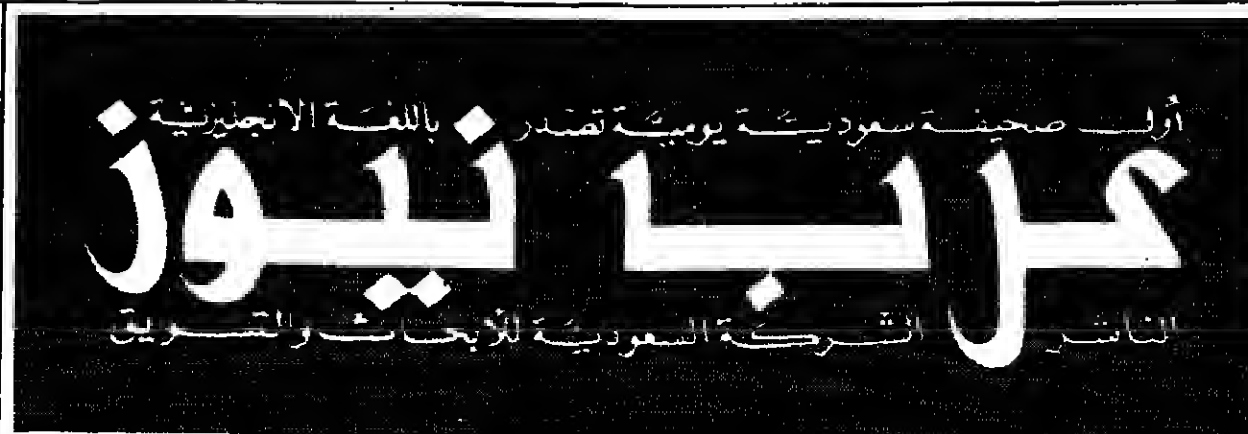 أول صحيفة سعودية يومية تصدر باللغة الانجليزية
عرب نيوز
الناشر الشركة السعودية للأبحاث والتسويق